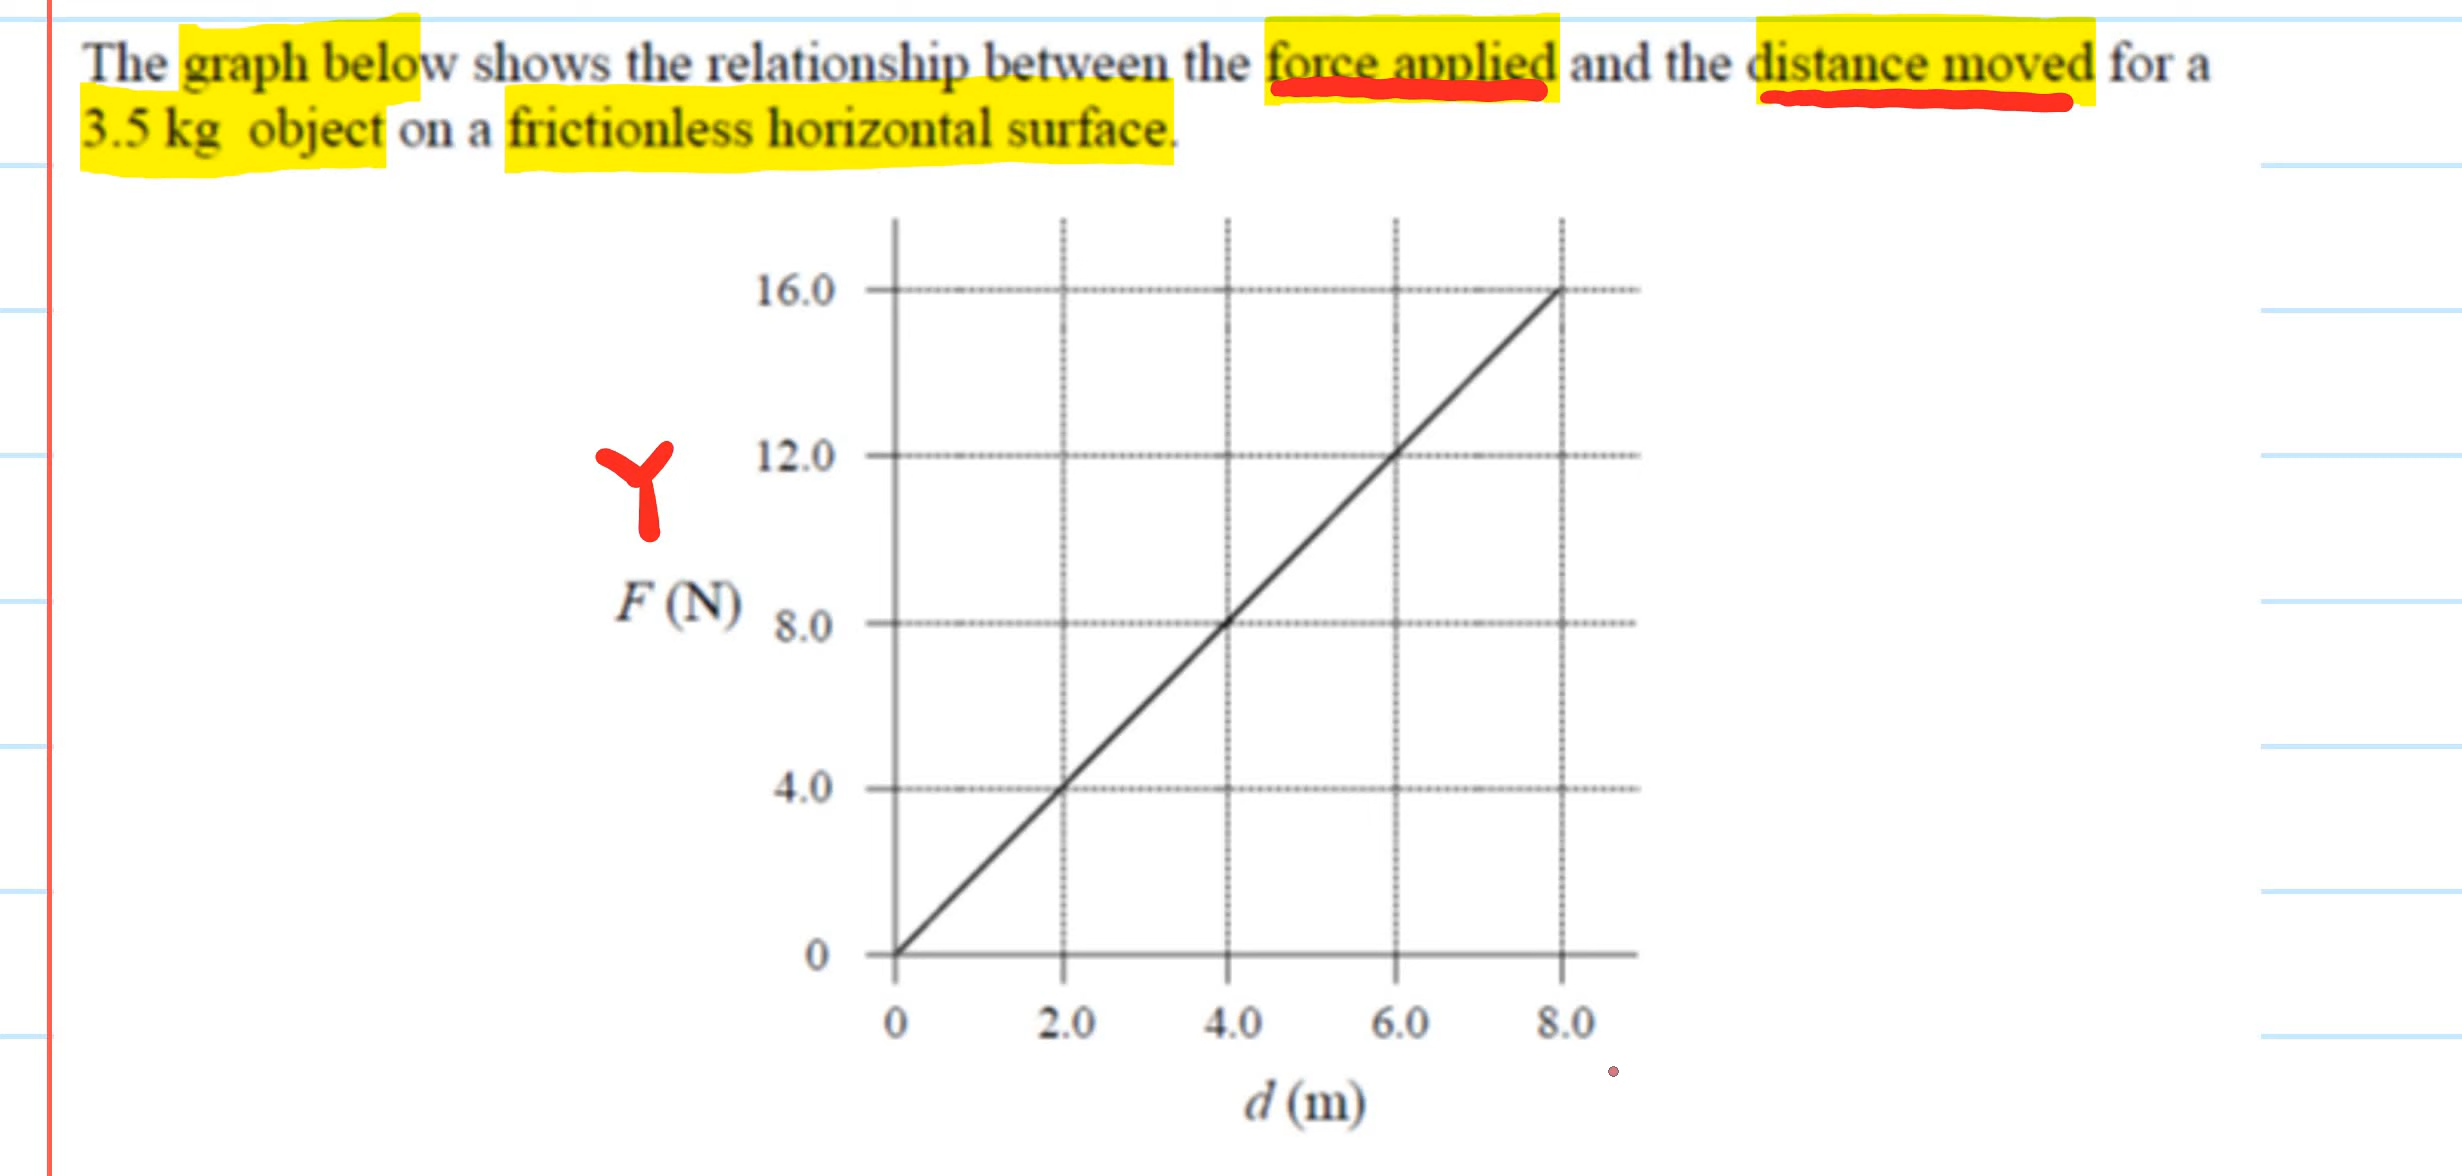 The graph below shows the relationship between the force applied and the distance moved for a
3.5 kg object on a frictionless horizontal surface.
16.0
12.0
Y
F (N)
8.0
4.0
0
0 2.0 4.0 6.0 8.0
d (m)